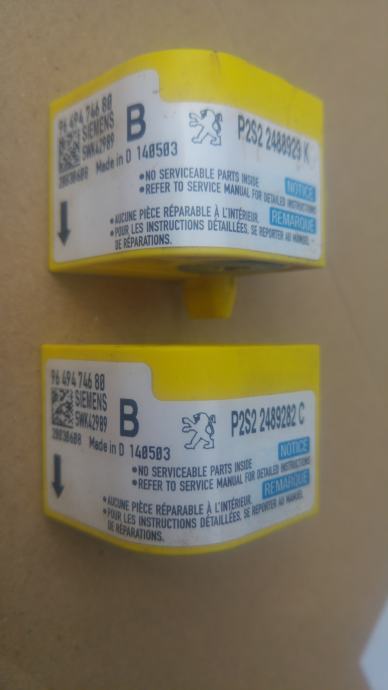 96 494 746 80
SIEMENS
5WK42989
20030608 Made in D 140503
B
P2S2 2488929 K
•NO SERVICEABLE PARTS INSIDE
•REFER TO SERVICE MANUAL FOR DETAILED INSTRUCTIONS
NOTICE
•AUCUNE PIÈCE RÉPARABLE À L'INTÉRIEUR.
•POUR LES INSTRUCTIONS DÉTAILLÉES, SE REPORTER AU MANUEL
DE RÉPARATIONS.
REMARQUE
96 494 746 80
SIEMENS
5WK42989
20030608 Made in D 140503
B
P2S2 2489282 C
•NO SERVICEABLE PARTS INSIDE
•REFER TO SERVICE MANUAL FOR DETAILED INSTRUCTIONS
NOTICE
•AUCUNE PIÈCE RÉPARABLE À L'INTÉRIEUR.
•POUR LES INSTRUCTIONS DÉTAILLÉES, SE REPORTER AU MANUEL
DE RÉPARATIONS.
REMARQUE